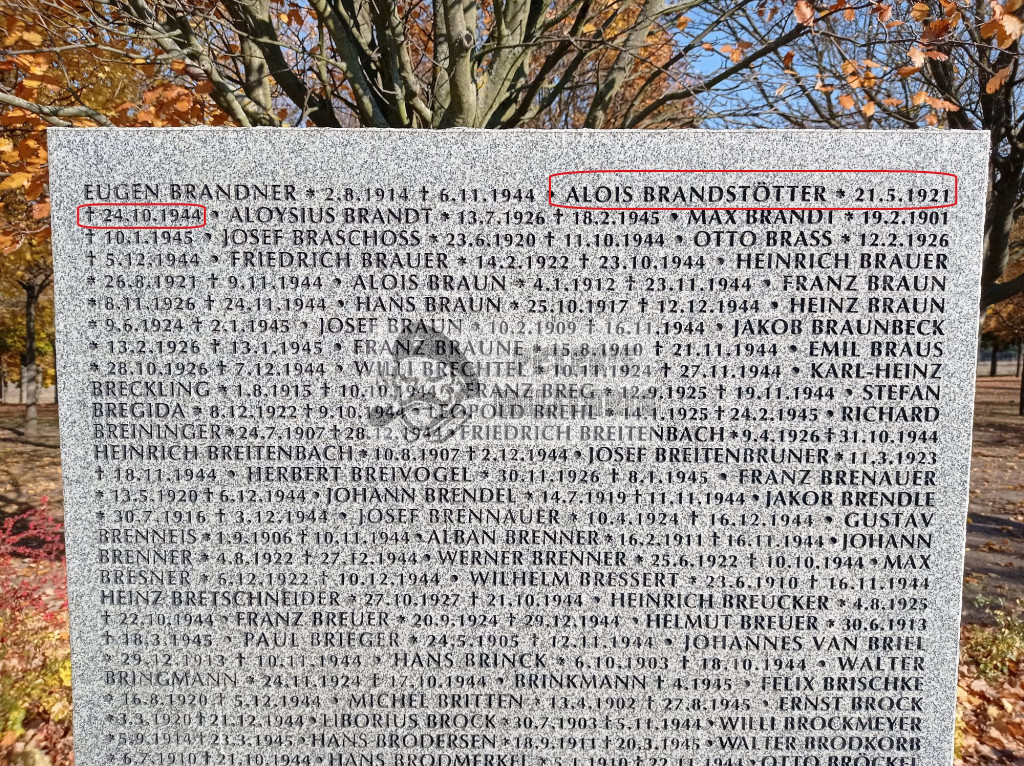 EUGEN BRANDNER * 2.8.1914 † 6.11.1944 • ALOIS BRANDSTÖTTER * 21.5.1921
† 24.10.1944 • ALOYSIUS BRANDT * 13.7.1926 † 18.2.1945 • MAX BRANDT * 19.2.1901
† 10.1.1945 • JOSEF BRASCHOSS * 23.6.1920 † 11.10.1944 • OTTO BRASS * 12.2.1926
† 5.12.1944 • FRIEDRICH BRAUER * 14.2.1922 † 23.10.1944 • HEINRICH BRAUER
* 26.8.1921 † 9.11.1944 • ALOIS BRAUN * 4.1.1912 † 23.11.1944 • FRANZ BRAUN
* 8.11.1926 † 24.11.1944 • HANS BRAUN * 25.10.1917 † 12.12.1944 • HEINZ BRAUN
* 9.6.1924 † 2.1.1945 • JOSEF BRAUN * 10.2.1909 † 16.11.1944 • JAKOB BRAUNBECK
* 13.2.1926 † 13.1.1945 • FRANZ BRAUNE * 15.8.1910 † 21.11.1944 • EMIL BRAUS
* 28.10.1926 † 7.12.1944 • WILLI BRECHTEL * 10.11.1924 † 27.11.1944 • KARL-HEINZ
BRECKLING * 1.8.1915 † 10.10.1944 • FRANZ BREG * 12.9.1925 † 19.11.1944 • STEFAN
BREGIDA * 8.12.1922 † 9.10.1944 • LEOPOLD BREHL * 14.1.1925 † 24.2.1945 • RICHARD
BREININGER * 24.7.1907 † 28.12.1944 • FRIEDRICH BREITENBACH * 9.4.1926 † 31.10.1944
HEINRICH BREITENBACH * 10.8.1907 † 2.12.1944 • JOSEF BREITENBRUNER * 11.3.1923
† 18.11.1944 • HERBERT BREIVOGEL * 30.11.1926 † 8.1.1945 • FRANZ BRENAUER
* 13.5.1920 † 6.12.1944 • JOHANN BRENDEL * 14.7.1919 † 11.11.1944 • JAKOB BRENDLE
* 30.7.1916 † 3.12.1944 • JOSEF BRENNAUER * 10.4.1924 † 16.12.1944 • GUSTAV
BRENNEIS * 1.9.1906 † 10.11.1944 • ALBAN BRENNER * 16.2.1911 † 16.11.1944 • JOHANN
BRENNER * 4.8.1922 † 27.12.1944 • WERNER BRENNER * 25.6.1922 † 10.10.1944 • MAX
BRESNER * 6.12.1922 † 10.12.1944 • WILHELM BRESSERT * 23.6.1910 † 16.11.1944
HEINZ BRETSCHNEIDER * 27.10.1927 † 21.10.1944 • HEINRICH BREUCKER * 4.8.1925
† 22.10.1944 • FRANZ BREUER * 20.9.1924 † 29.12.1944 • HELMUT BREUER * 30.6.1913
† 18.3.1945 • PAUL BRIEGER * 24.5.1905 † 12.11.1944 • JOHANNES VAN BRIEL
* 29.12.1913 † 10.11.1944 • HANS BRINCK * 6.10.1903 † 18.10.1944 • WALTER
BRINGMANN * 24.11.1924 † 17.10.1944 • BRINKMANN † 4.1945 • FELIX BRISCHKE
* 16.8.1920 † 5.12.1944 • MICHEL BRITTEN * 13.4.1902 † 27.8.1945 • ERNST BROCK
* 3.3.1920 † 21.12.1944 • LIBORIUS BROCK * 30.7.1903 † 5.11.1944 • WILLI BROCKMEYER
* 5.9.1914 † 23.3.1945 • HANS BRODERSEN * 18.9.1911 † 20.3.1945 • WALTER BRODKORB
* 6.7.1910 † 21.10.1944 • HANS BRODMERKEL * 5.1.1910 † 22.11.1944 • OTTO BRÖCKEL